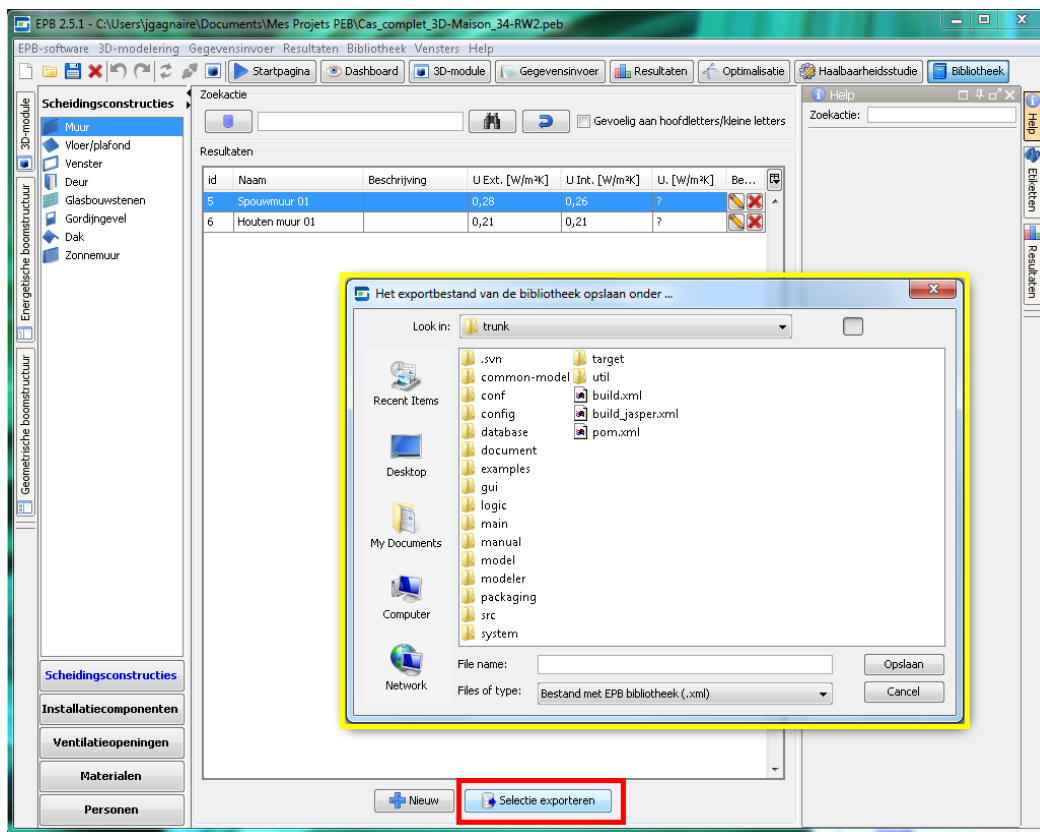 EPB 2.5.1 - C:\Users\jgagnaire\Documents\Mes Projets PEB\Cas_complet_3D-Maison_34-RW2.peb
EPB-software 3D-modelering Gegevensinvoer Resultaten Bibliotheek Vensters Help
Startpagina Dashboard 3D-module Gegevensinvoer Resultaten Optimalisatie Haalbaarheidsstudie Bibliotheek
3D-module
Energetische boomstructuur
Geometrische boomstructuur
Scheidingsconstructies
Muur
Vloer/plafond
Venster
Deur
Glasbouwstenen
Gordijngevel
Dak
Zonnemuur
Scheidingsconstructies
Installatiecomponenten
Ventilatieopeningen
Materialen
Personen
Zoekactie
Gevoelig aan hoofdletters/kleine letters
Resultaten
id Naam Beschrijving U Ext. [W/m²K] U Int. [W/m²K] U. [W/m²K] Be...
5 Spouwmuur 01 0,28 0,26 ?
6 Houten muur 01 0,21 0,21 ?
Het exportbestand van de bibliotheek opslaan onder ...
Look in: trunk
Recent Items
Desktop
My Documents
Computer
Network
.svn
common-model
conf
config
database
document
examples
gui
logic
main
manual
model
modeler
packaging
src
system
target
util
build.xml
build_jasper.xml
pom.xml
File name:
Opslaan
Files of type: Bestand met EPB bibliotheek (.xml)
Cancel
Nieuw
Selectie exporteren
Help
Zoekactie:
Help
Etiketten
Resultaten